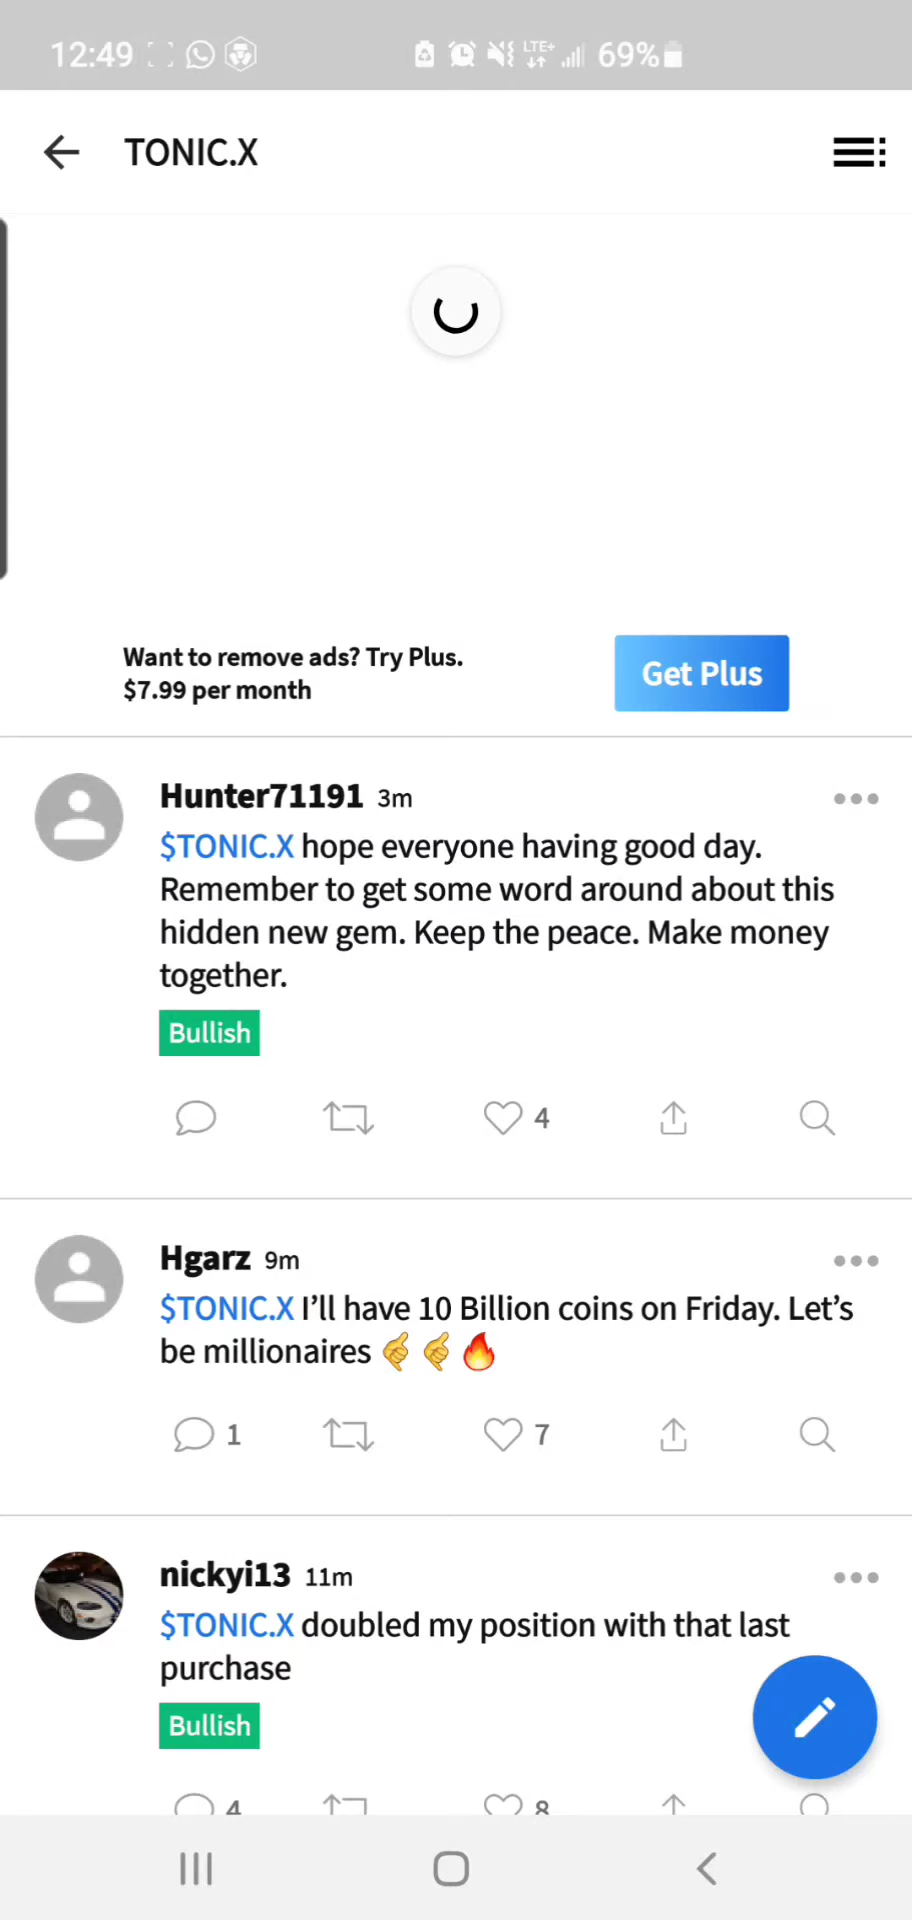 12:49 LTE+ 69%
TONIC.X
Want to remove ads? Try Plus.
$7.99 per month
Get Plus
Hunter71191 3m
$TONIC.X hope everyone having good day.
Remember to get some word around about this
hidden new gem. Keep the peace. Make money
together.
Bullish
4
Hgarz 9m
$TONIC.X I’ll have 10 Billion coins on Friday. Let’s
be millionaires 🤙🤙🔥
1 7
nickyi13 11m
$TONIC.X doubled my position with that last
purchase
Bullish
4 8